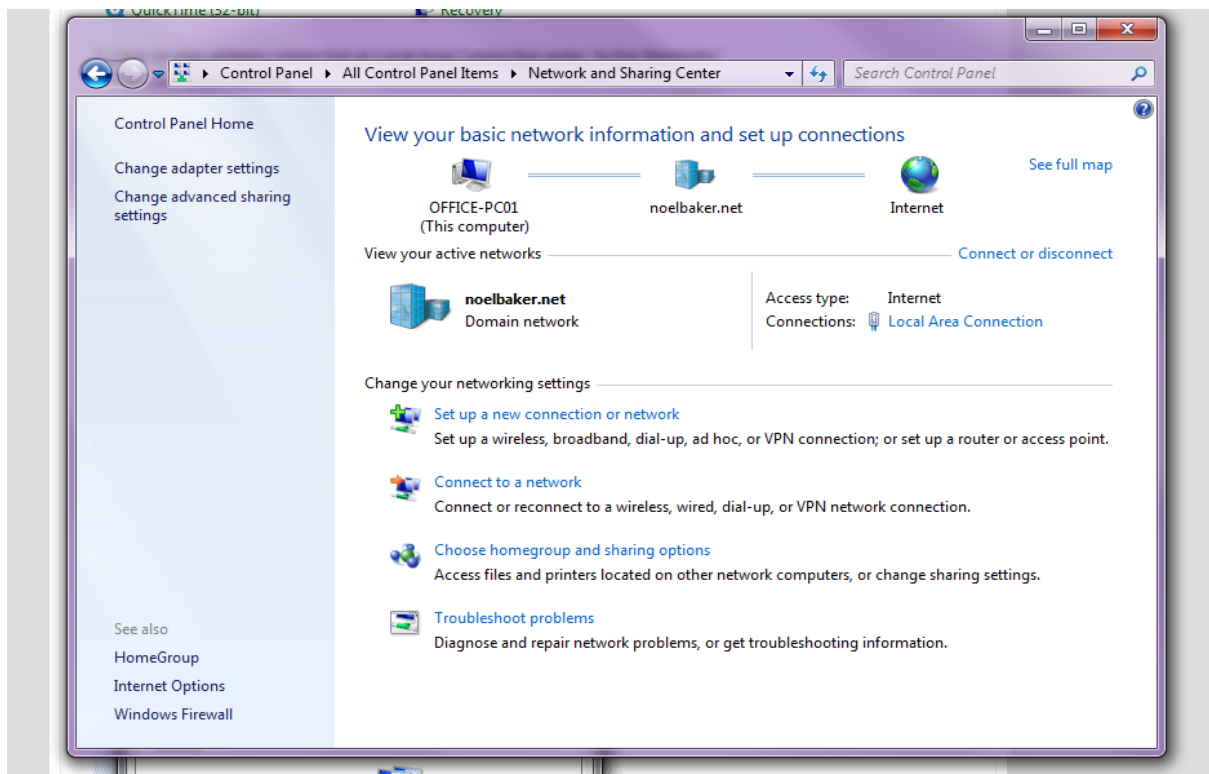 QuickTime (32-bit)
Recovery
Control Panel
All Control Panel Items
Network and Sharing Center
Search Control Panel
Control Panel Home
Change adapter settings
Change advanced sharing
settings
View your basic network information and set up connections
See full map
OFFICE-PC01
(This computer)
noelbaker.net
Internet
View your active networks
Connect or disconnect
noelbaker.net
Domain network
Access type: Internet
Connections: Local Area Connection
Change your networking settings
Set up a new connection or network
Set up a wireless, broadband, dial-up, ad hoc, or VPN connection; or set up a router or access point.
Connect to a network
Connect or reconnect to a wireless, wired, dial-up, or VPN network connection.
Choose homegroup and sharing options
Access files and printers located on other network computers, or change sharing settings.
Troubleshoot problems
Diagnose and repair network problems, or get troubleshooting information.
See also
HomeGroup
Internet Options
Windows Firewall